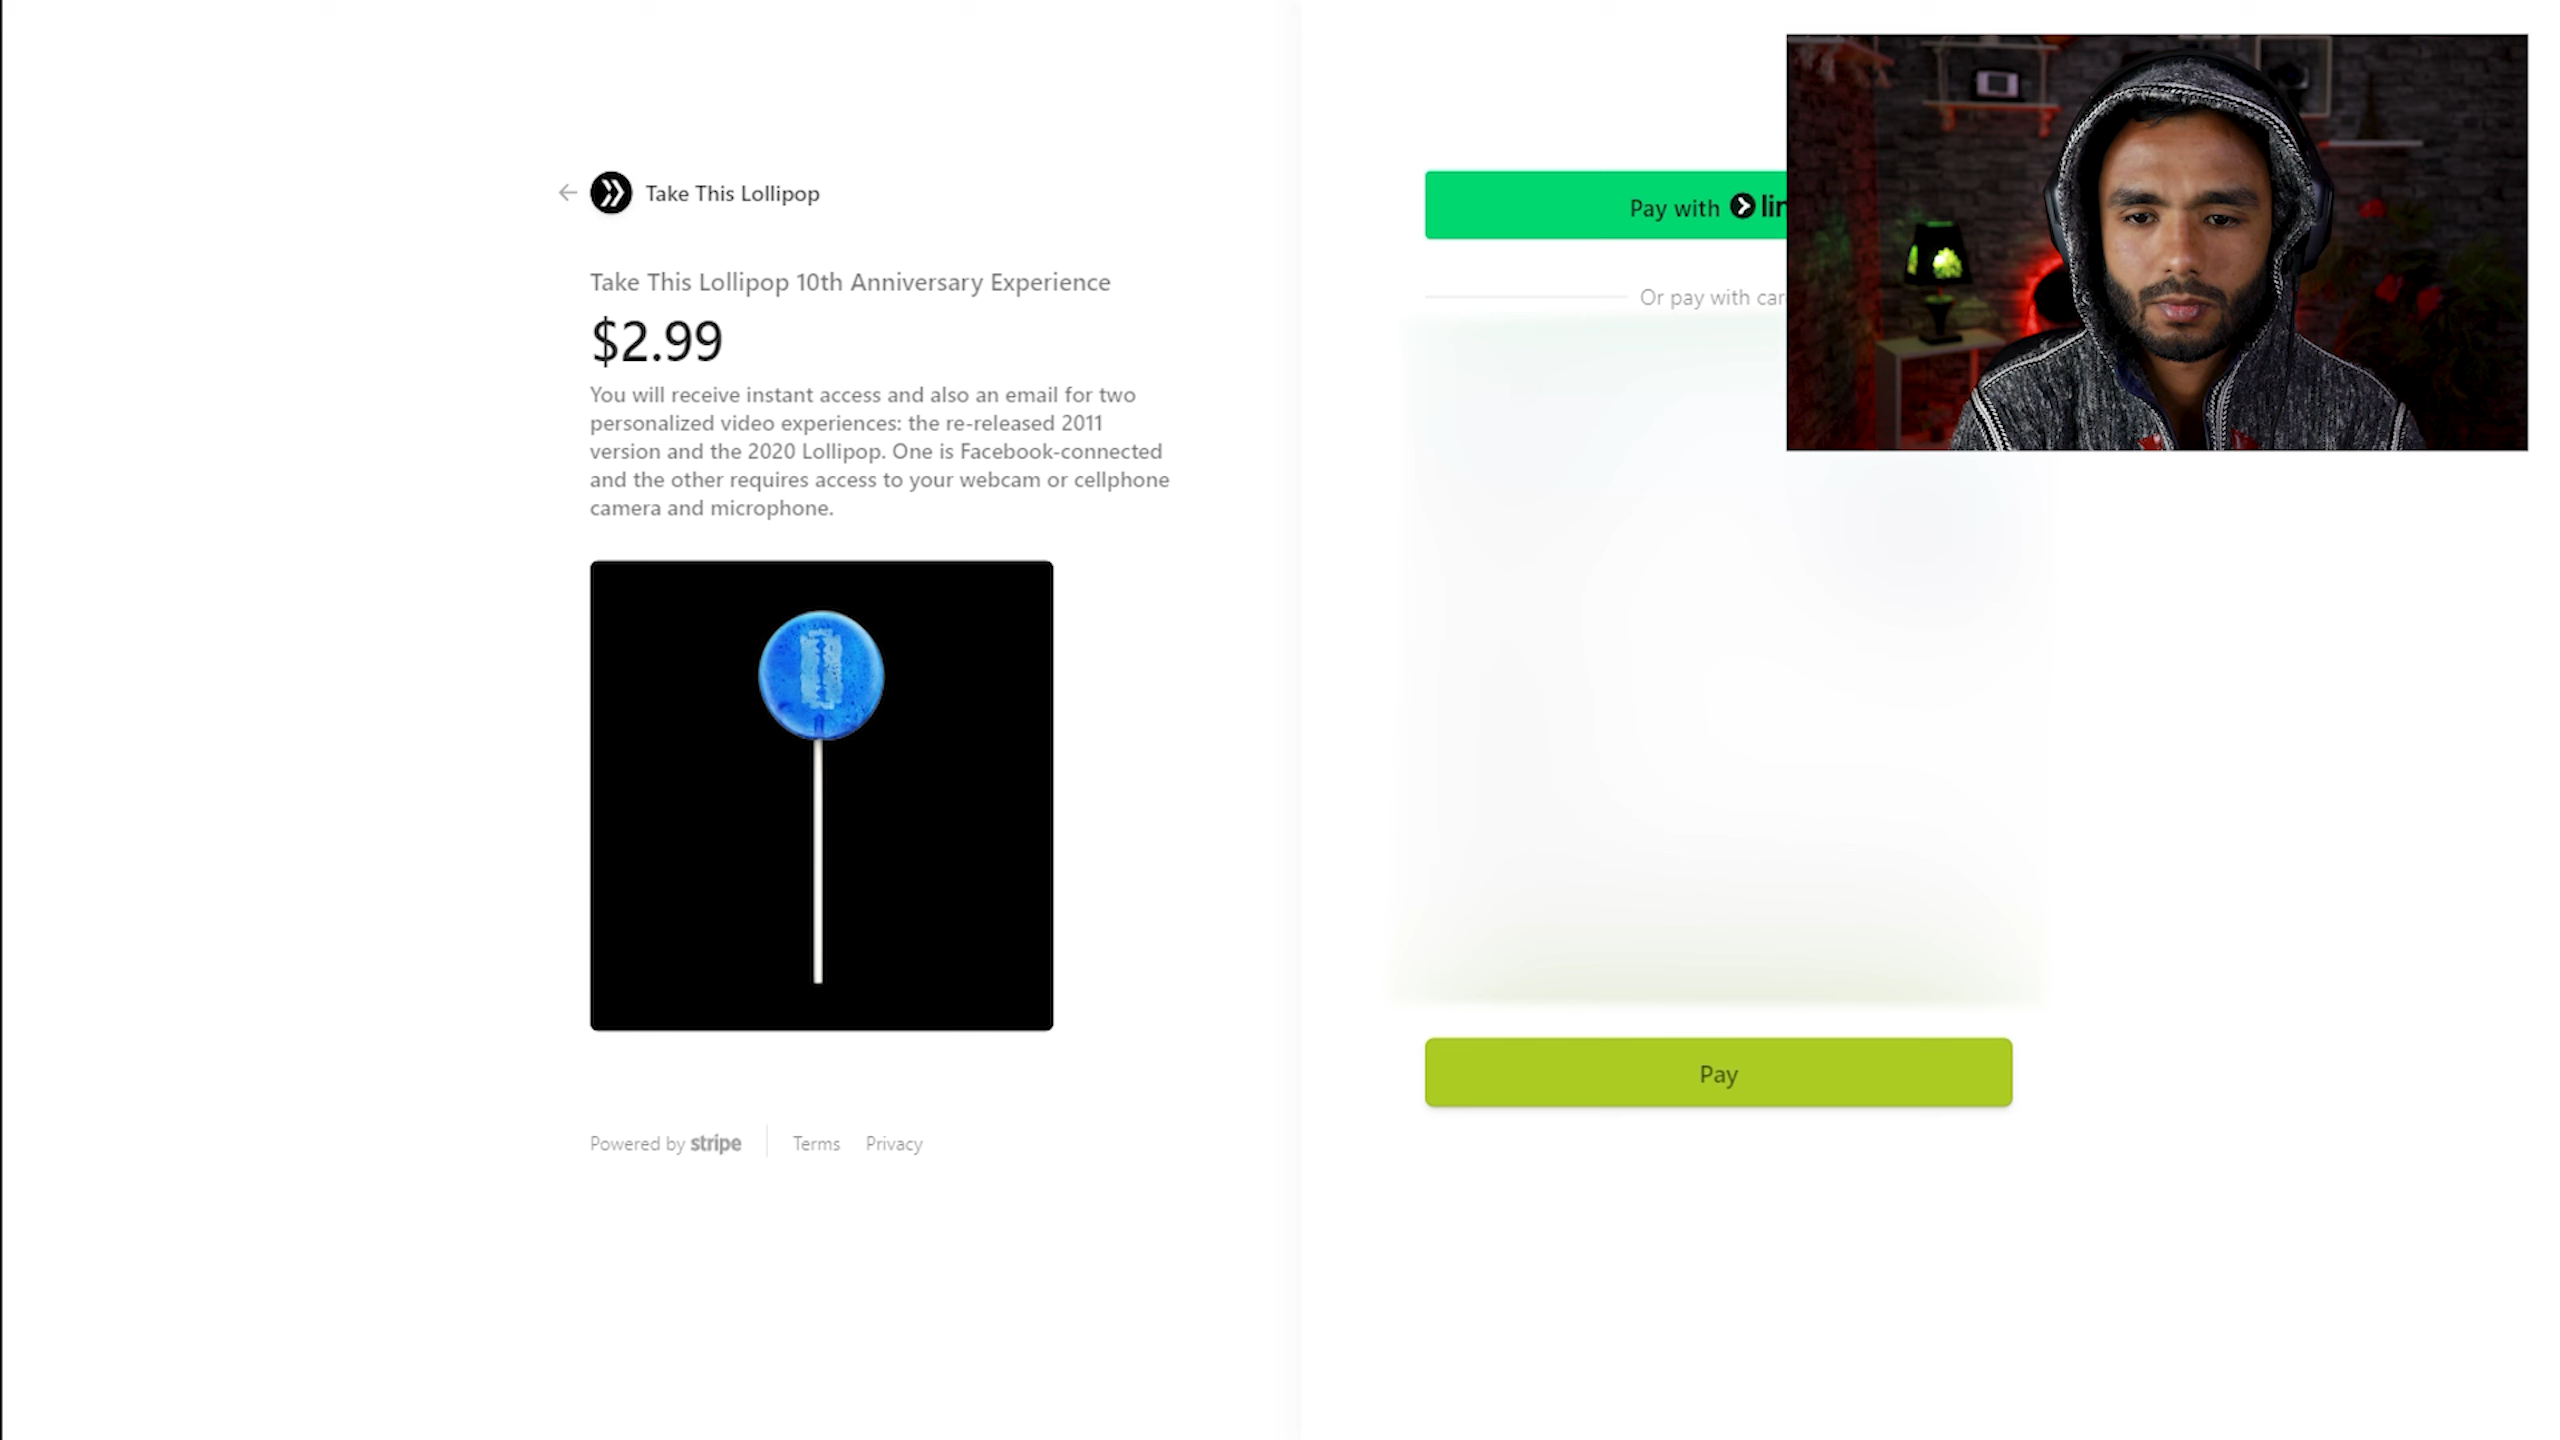 Take This Lollipop
Take This Lollipop 10th Anniversary Experience
$2.99
You will receive instant access and also an email for two
personalized video experiences: the re-released 2011
version and the 2020 Lollipop. One is Facebook-connected
and the other requires access to your webcam or cellphone
camera and microphone.
Powered by stripe
Terms Privacy
Pay with
Or pay with
Pay